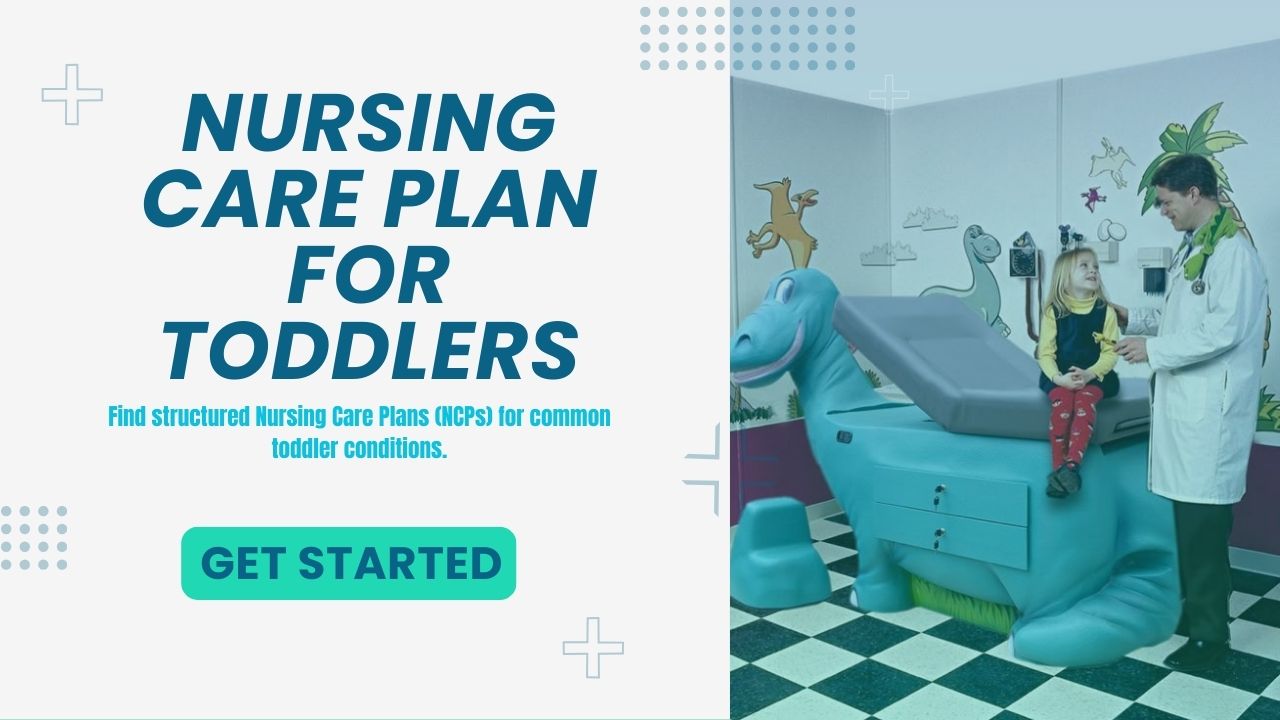 NURSING
CARE PLAN
FOR
TODDLERS
Find structured Nursing Care Plans (NCPs) for common
toddler conditions.
GET STARTED